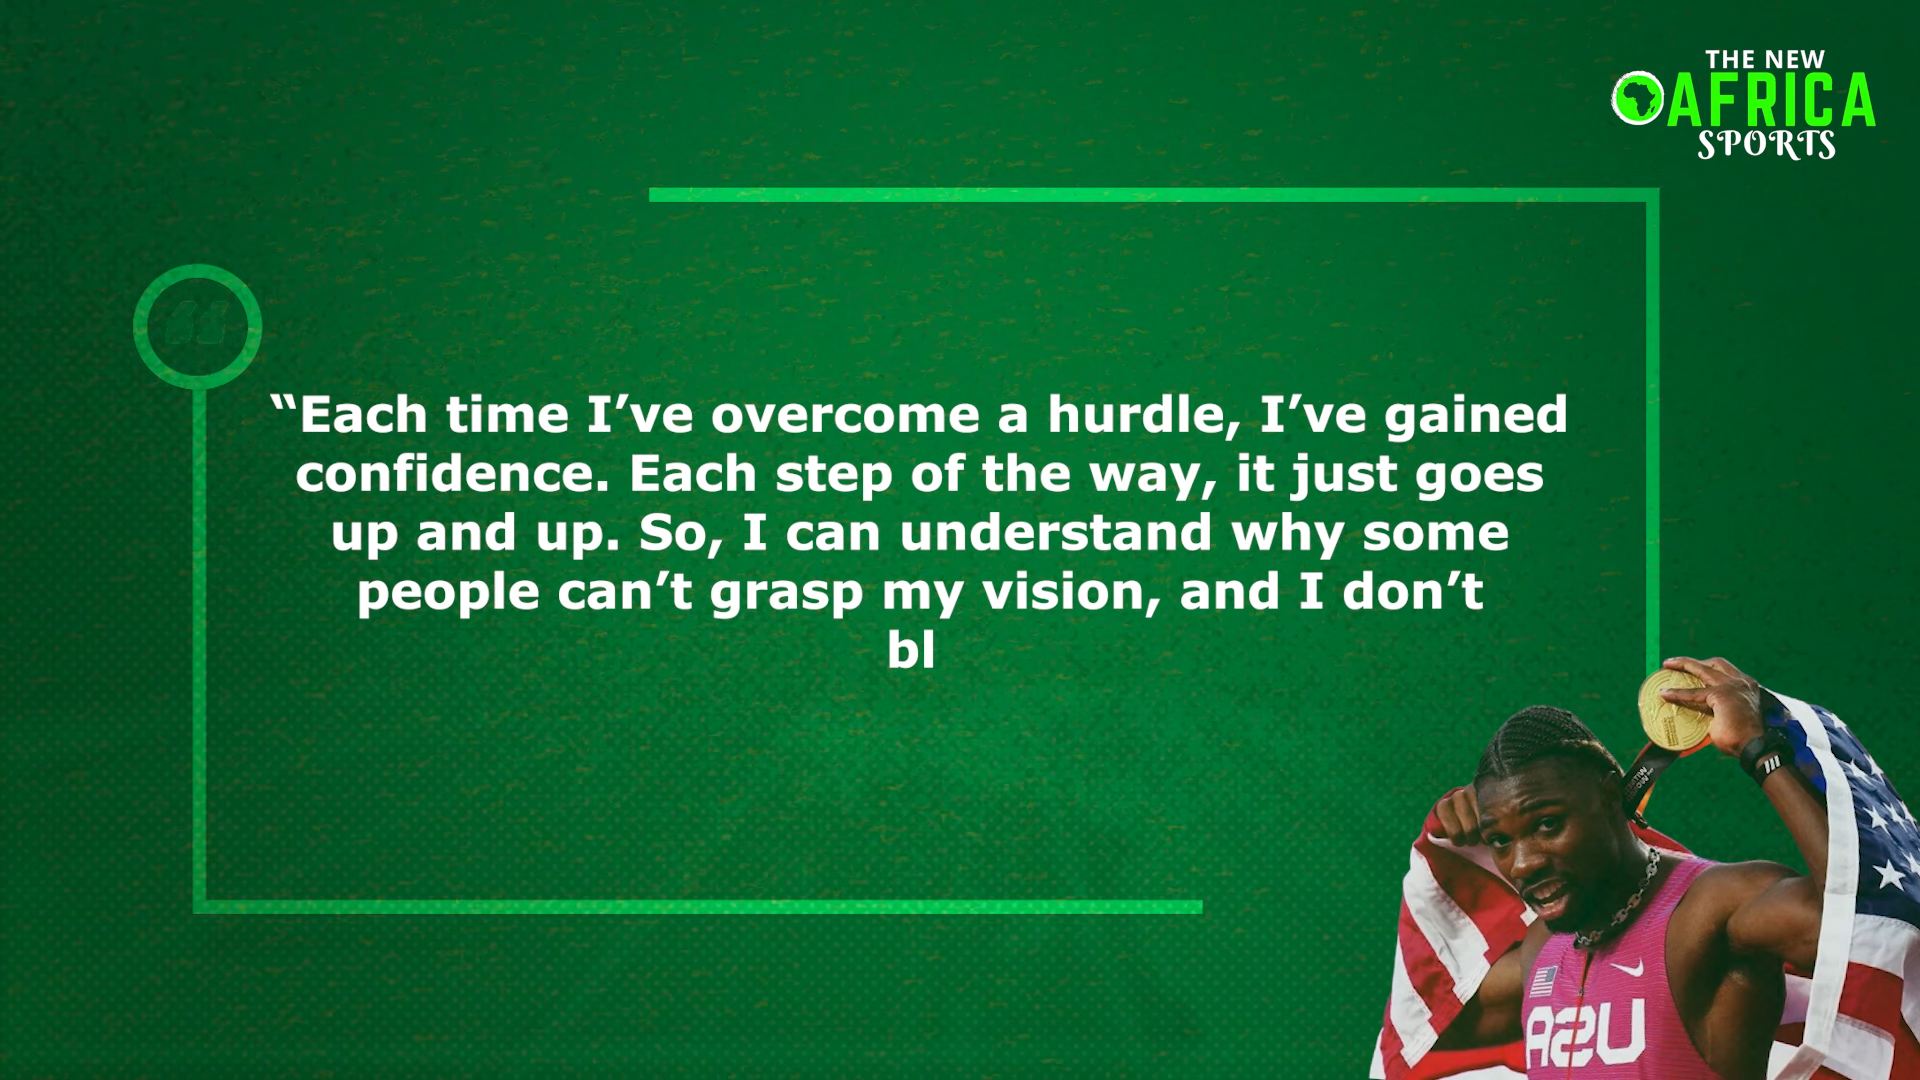 THE NEW
AFRICA
SPORTS
“Each time I’ve overcome a hurdle, I’ve gained
confidence. Each step of the way, it just goes
up and up. So, I can understand why some
people can’t grasp my vision, and I don’t
bl
USA